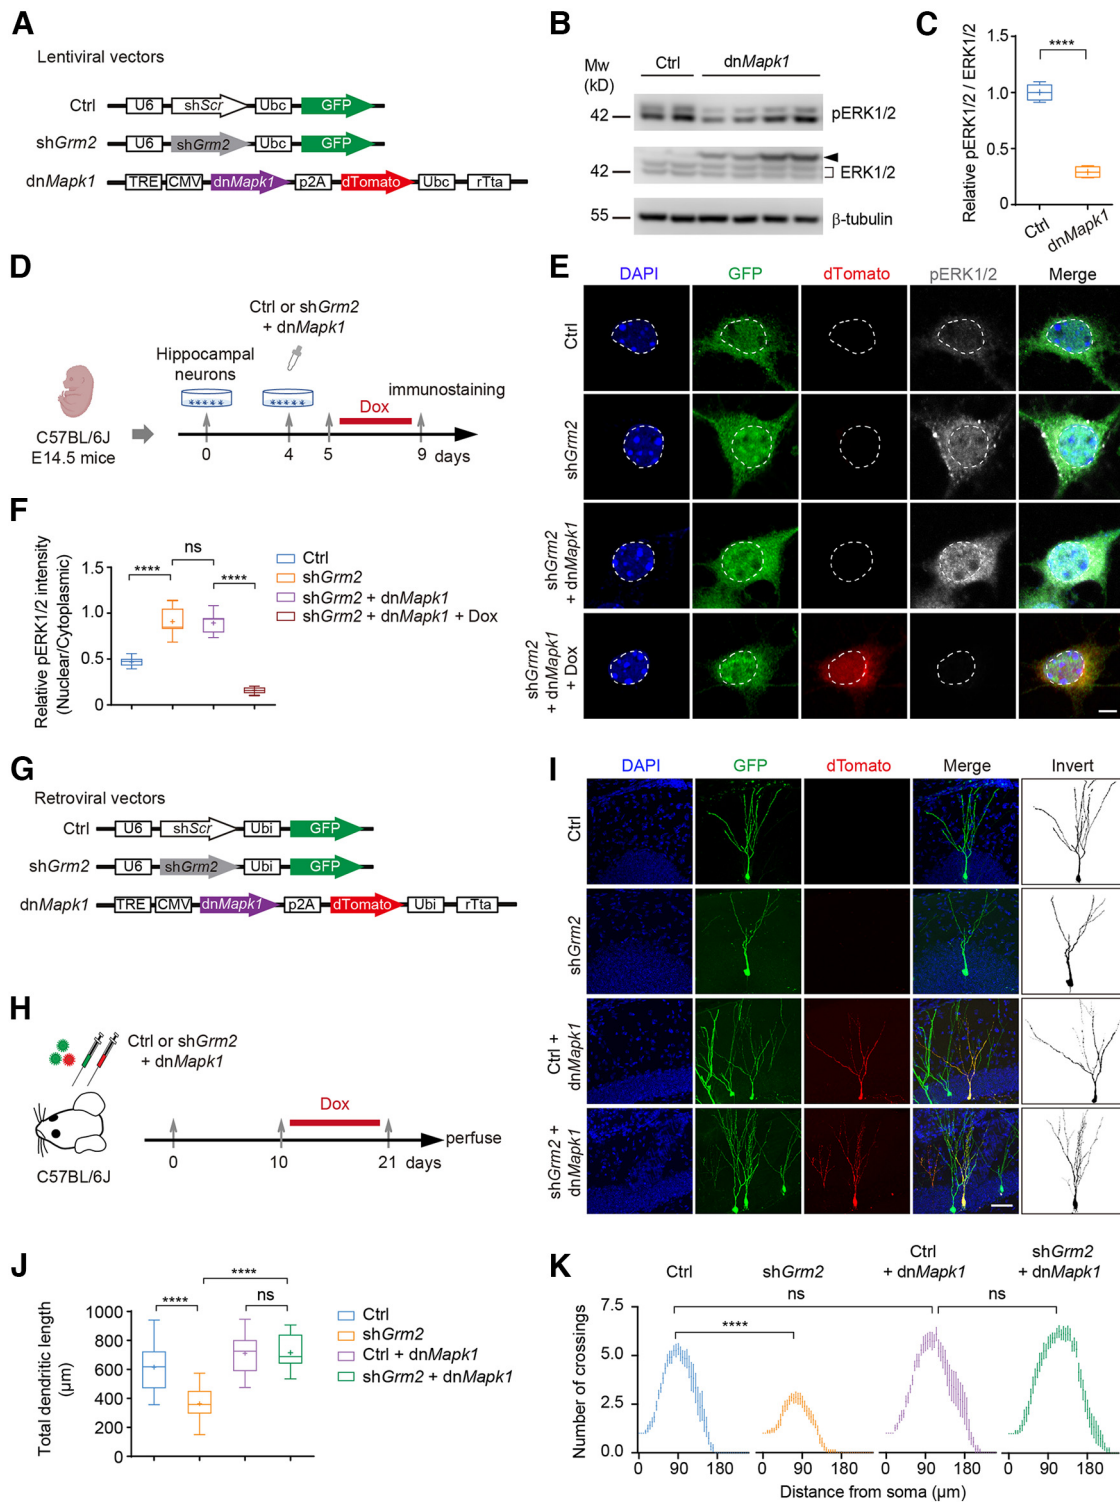 A
Lentiviral vectors
Ctrl U6 shScr Ubc GFP
shGrm2 U6 shGrm2 Ubc GFP
dnMapk1 TRE CMV dnMapk1 p2A dTomato Ubc rTta
B
Mw (kD) Ctrl dnMapk1
42 pERK1/2
42 ERK1/2
55 β-tubulin
C
Relative pERK1/2 / ERK1/2
1.5
1.0
0.5
0
****
Ctrl dnMapk1
D
Ctrl or shGrm2
+ dnMapk1
Hippocampal
neurons
immunostaining
Dox
C57BL/6J
E14.5 mice
0 4 5 9 days
E
DAPI GFP dTomato pERK1/2 Merge
Ctrl
shGrm2
shGrm2
+ dnMapk1
shGrm2
+ dnMapk1
+ Dox
F
Relative pERK1/2 intensity
(Nuclear/Cytoplasmic)
1.5
1.0
0.5
0
**** ns ****
Ctrl
shGrm2
shGrm2 + dnMapk1
shGrm2 + dnMapk1 + Dox
G
Retroviral vectors
Ctrl U6 shScr Ubi GFP
shGrm2 U6 shGrm2 Ubi GFP
dnMapk1 TRE CMV dnMapk1 p2A dTomato Ubi rTta
H
Ctrl or shGrm2
+ dnMapk1
C57BL/6J
Dox
perfuse
0 10 21 days
I
DAPI GFP dTomato Merge Invert
Ctrl
shGrm2
Ctrl +
dnMapk1
shGrm2 +
dnMapk1
J
Total dendritic length
(μm)
1000
800
600
400
200
0
****
**** ns
Ctrl
shGrm2
Ctrl + dnMapk1
shGrm2 + dnMapk1
K
Ctrl shGrm2 Ctrl + dnMapk1 shGrm2 + dnMapk1
Number of crossings
7.5
5.0
2.5
0.0
ns ns
****
0 90 180 0 90 180 0 90 180 0 90 180
Distance from soma (μm)